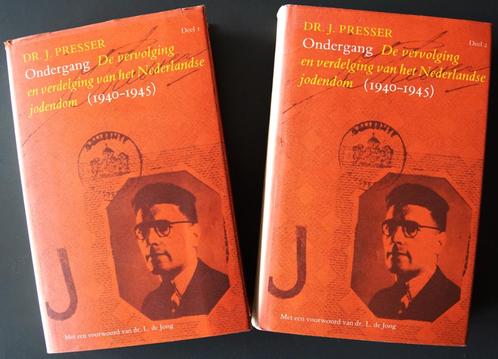 DR. J. PRESSER
Deel 1
Ondergang De vervolging
en verdelging van het Nederlandse
jodendom (1940-1945)
J
Met een voorwoord van dr. L. de Jong
DR. J. PRESSER
Deel 2
Ondergang De vervolging
en verdelging van het Nederlandse
jodendom (1940-1945)
J
Met een voorwoord van dr. L. de Jong